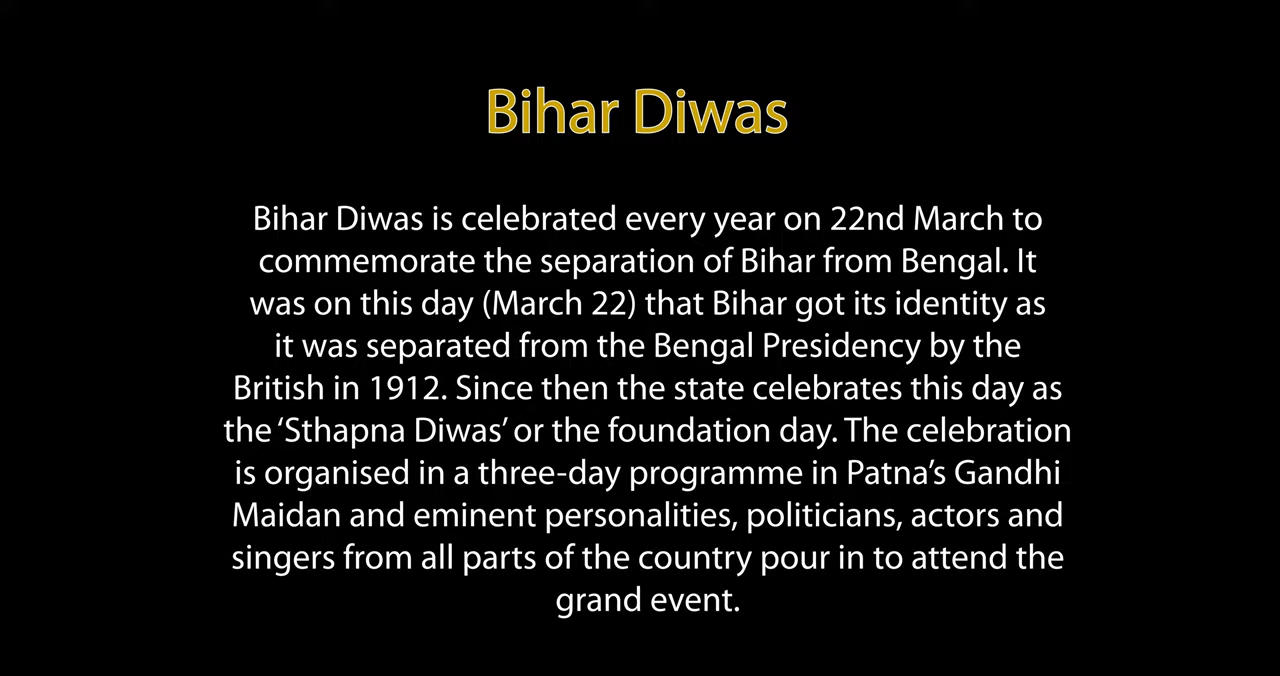 Bihar Diwas
Bihar Diwas is celebrated every year on 22nd March to
commemorate the separation of Bihar from Bengal. It
was on this day (March 22) that Bihar got its identity as
it was separated from the Bengal Presidency by the
British in 1912. Since then the state celebrates this day as
the ‘Sthapna Diwas’ or the foundation day. The celebration
is organised in a three-day programme in Patna’s Gandhi
Maidan and eminent personalities, politicians, actors and
singers from all parts of the country pour in to attend the
grand event.